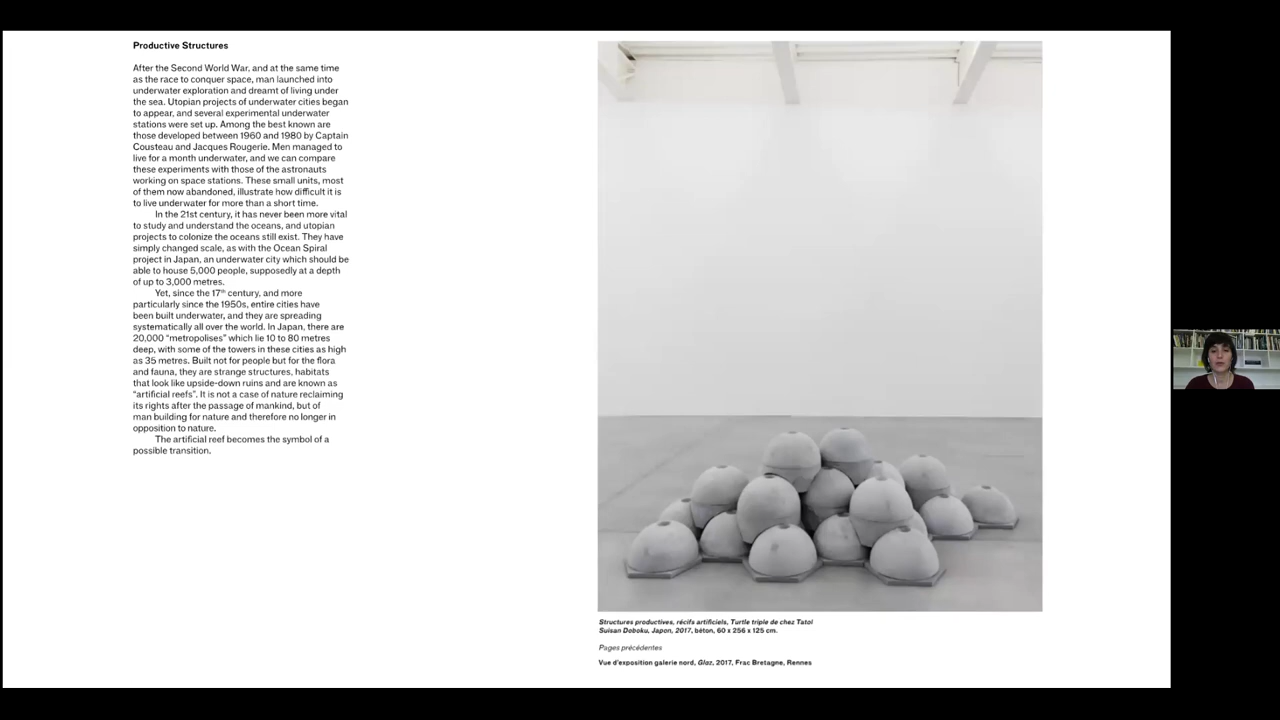 Productive Structures
After the Second World War, and at the same time
as the race to conquer space, man launched into
underwater exploration and dreamt of living under
the sea. Utopian projects of underwater cities began
to appear, and several experimental underwater
stations were set up. Among the best known are
those developed between 1960 and 1980 by Captain
Cousteau and Jacques Rougerie. Men managed to
live for a month underwater, and we can compare
these experiments with those of the astronauts
working on space stations. These small units, most
of them now abandoned, illustrate how difficult it is
to live underwater for more than a short time.
In the 21st century, it has never been more vital
to study and understand the oceans, and utopian
projects to colonize the oceans still exist. They have
simply changed scale, as with the Ocean Spiral
project in Japan, an underwater city which should be
able to house 5,000 people, supposedly at a depth
of up to 3,000 metres.
Yet, since the 17th century, and more
particularly since the 1950s, entire cities have
been built underwater, and they are spreading
systematically all over the world. In Japan, there are
20,000 “metropolises” which lie 10 to 80 metres
deep, with some of the towers in these cities as high
as 35 metres. Built not for people but for the flora
and fauna, they are strange structures, habitats
that look like upside-down ruins and are known as
“artificial reefs”. It is not a case of nature reclaiming
its rights after the passage of mankind, but of
man building for nature and therefore no longer in
opposition to nature.
The artificial reef becomes the symbol of a
possible transition.
Structures productives, récifs artificiels, Turtle triple de chez Tatol
Suisan Doboku, Japon, 2017, béton, 60 x 256 x 125 cm.
Pages précédentes
Vue d'exposition galerie nord, Glaz, 2017, Frac Bretagne, Rennes